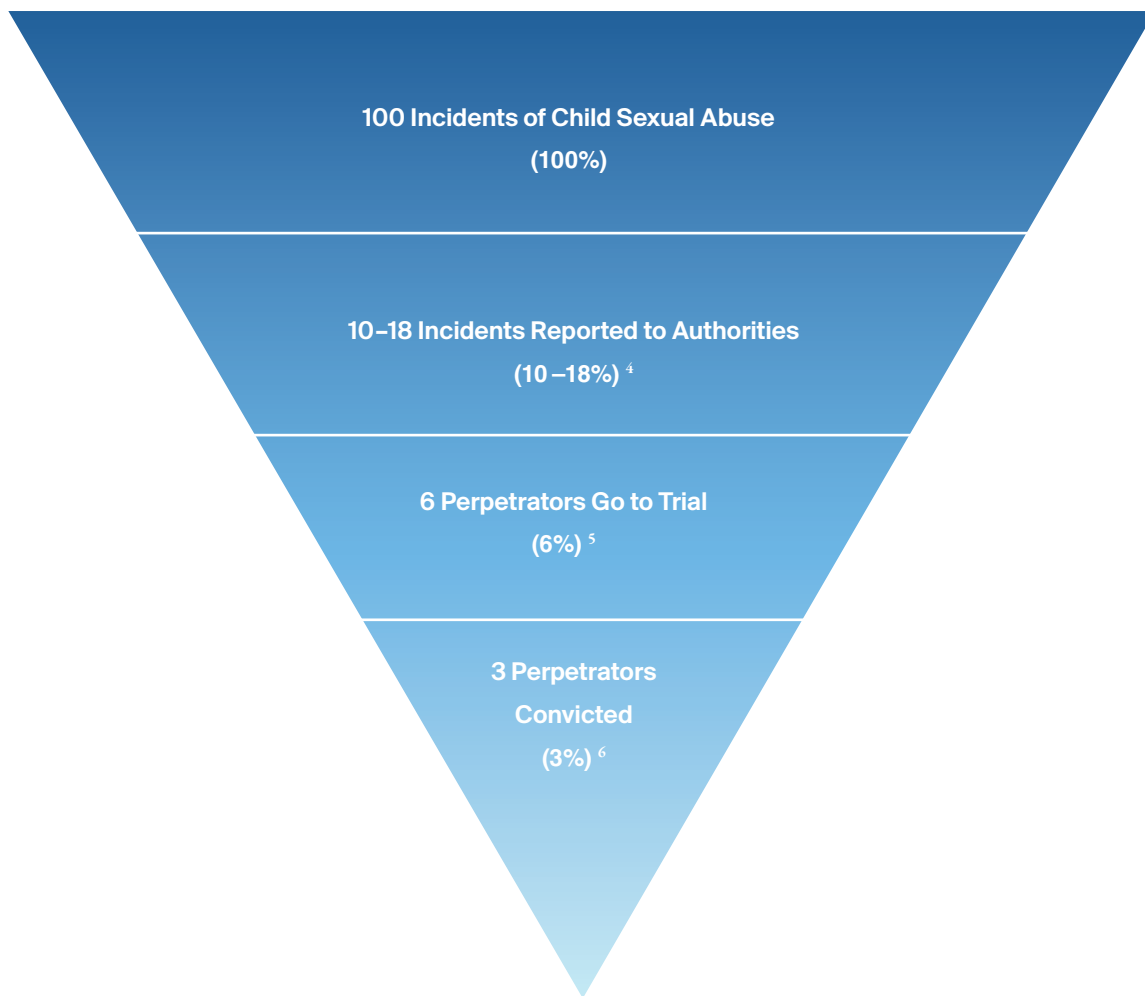 100 Incidents of Child Sexual Abuse
(100%)
10–18 Incidents Reported to Authorities
(10–18%) 4
6 Perpetrators Go to Trial
(6%) 5
3 Perpetrators
Convicted
(3%) 6